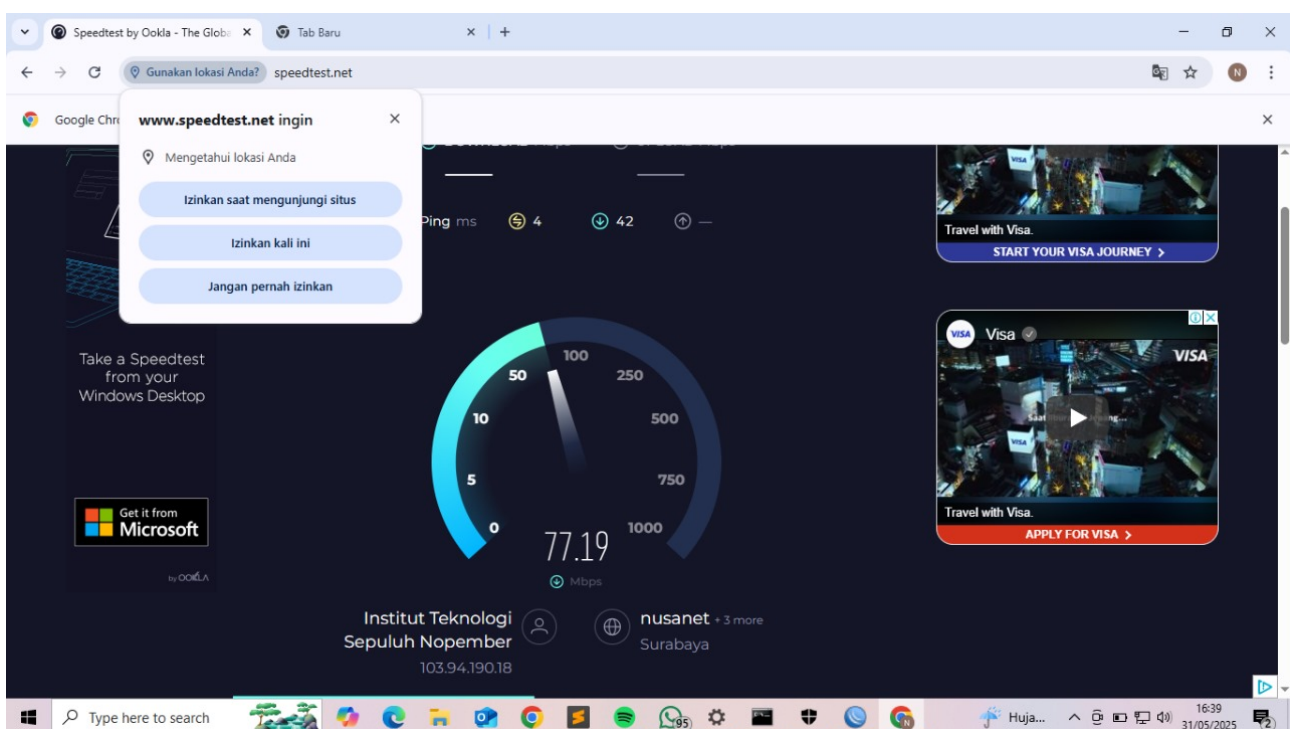 Speedtest by Ookla - The Globa
Tab Baru
Gunakan lokasi Anda?
speedtest.net
N
Google Chr
www.speedtest.net ingin
Mengetahui lokasi Anda
Izinkan saat mengunjungi situs
Izinkan kali ini
Jangan pernah izinkan
Ping ms
4
42
—
Take a Speedtest
from your
Windows Desktop
Get it from
Microsoft
by OOKLA
0
5
10
50
100
250
500
750
1000
77.19
Mbps
Institut Teknologi
Sepuluh Nopember
103.94.190.18
nusanet + 3 more
Surabaya
VISA
Travel with Visa.
START YOUR VISA JOURNEY >
VISA
Visa
VISA
VISA
Travel with Visa.
APPLY FOR VISA >
Type here to search
95
N
Huja...
16:39
31/05/2025
2